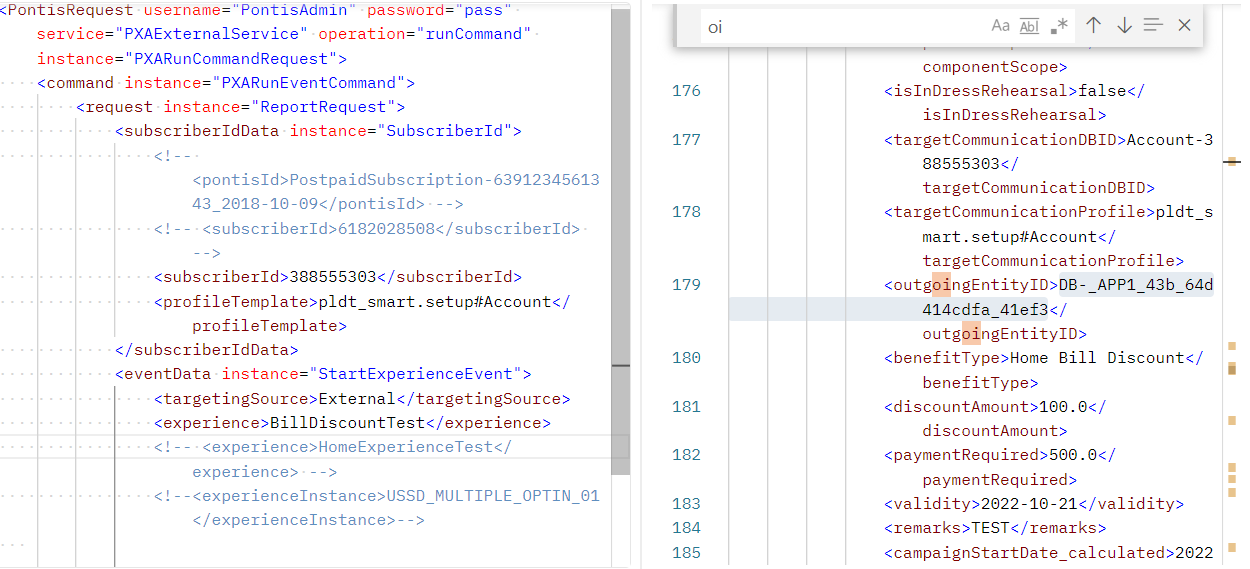 <PontisRequest username="PontisAdmin" password="pass"
service="PXAExternalService" operation="runCommand"
instance="PXARunCommandRequest">
<command instance="PXARunEventCommand">
<request instance="ReportRequest">
<subscriberIdData instance="SubscriberId">
<!--
<pontisId>PostpaidSubscription-63912345613
43_2018-10-09</pontisId> -->
<!-- <subscriberId>6182028508</subscriberId>
-->
<subscriberId>388555303</subscriberId>
<profileTemplate>pldt_smart.setup#Account</
profileTemplate>
</subscriberIdData>
<eventData instance="StartExperienceEvent">
<targetingSource>External</targetingSource>
<experience>BillDiscountTest</experience>
<!-- <experience>HomeExperienceTest</
experience> -->
<!--<experienceInstance>USSD_MULTIPLE_OPTIN_01
</experienceInstance>-->
oi
Aa Abl .*
componentScope>
176 <isInDressRehearsal>false</
isInDressRehearsal>
177 <targetCommunicationDBID>Account-3
88555303</
targetCommunicationDBID>
178 <targetCommunicationProfile>pldt_s
mart.setup#Account</
targetCommunicationProfile>
179 <outgoingEntityID>DB-_APP1_43b_64d
414cdfa_41ef3</
outgoingEntityID>
180 <benefitType>Home Bill Discount</
benefitType>
181 <discountAmount>100.0</
discountAmount>
182 <paymentRequired>500.0</
paymentRequired>
183 <validity>2022-10-21</validity>
184 <remarks>TEST</remarks>
185 <campaignStartDate_calculated>2022